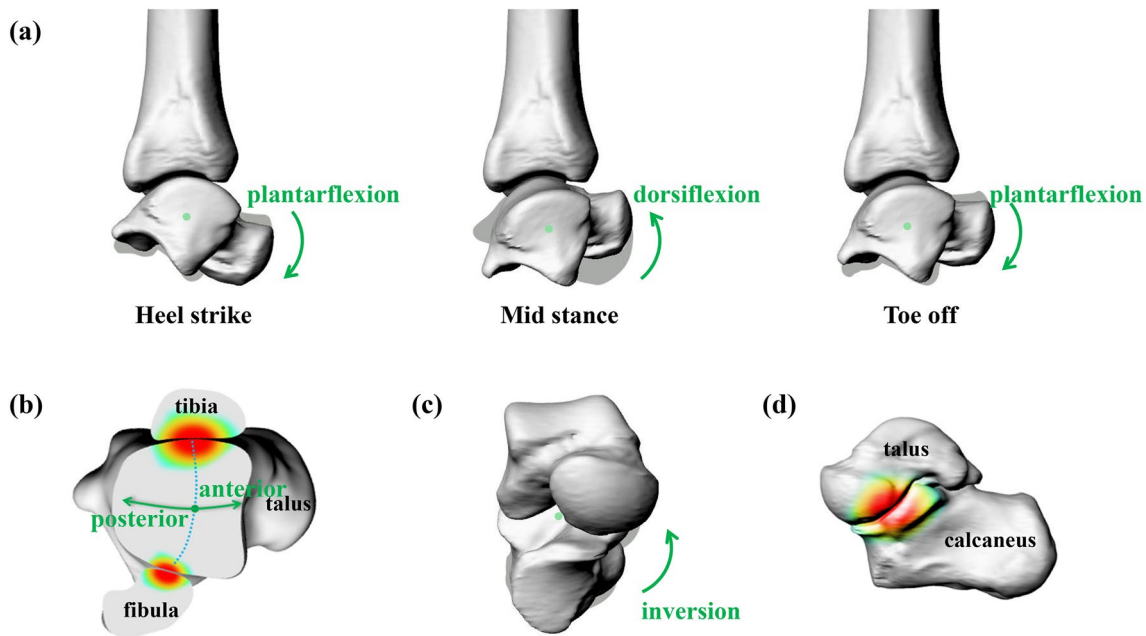 (a)
plantarflexion
dorsiflexion
plantarflexion
Heel strike
Mid stance
Toe off
(b)
tibia
anterior
posterior
talus
fibula
(c)
inversion
(d)
talus
calcaneus